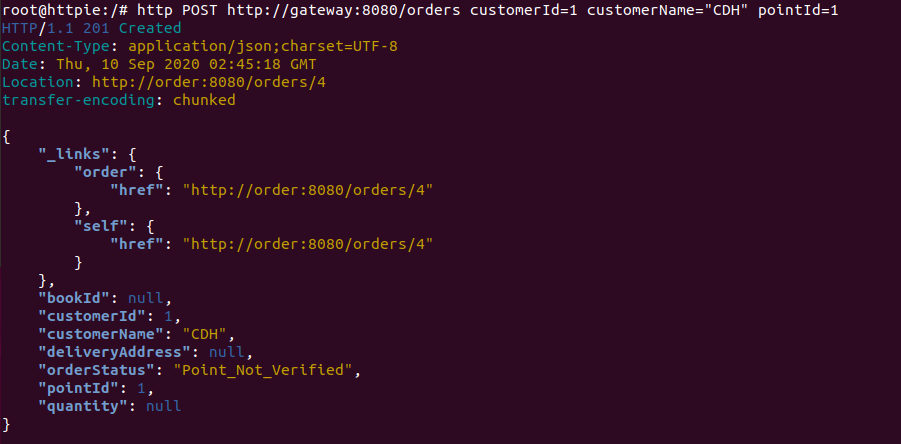 root@httpie:/# http POST http://gateway:8080/orders customerId=1 customerName="CDH" pointId=1
HTTP/1.1 201 Created
Content-Type: application/json;charset=UTF-8
Date: Thu, 10 Sep 2020 02:45:18 GMT
Location: http://order:8080/orders/4
transfer-encoding: chunked

{
    "_links": {
        "order": {
            "href": "http://order:8080/orders/4"
        },
        "self": {
            "href": "http://order:8080/orders/4"
        }
    },
    "bookId": null,
    "customerId": 1,
    "customerName": "CDH",
    "deliveryAddress": null,
    "orderStatus": "Point_Not_Verified",
    "pointId": 1,
    "quantity": null
}